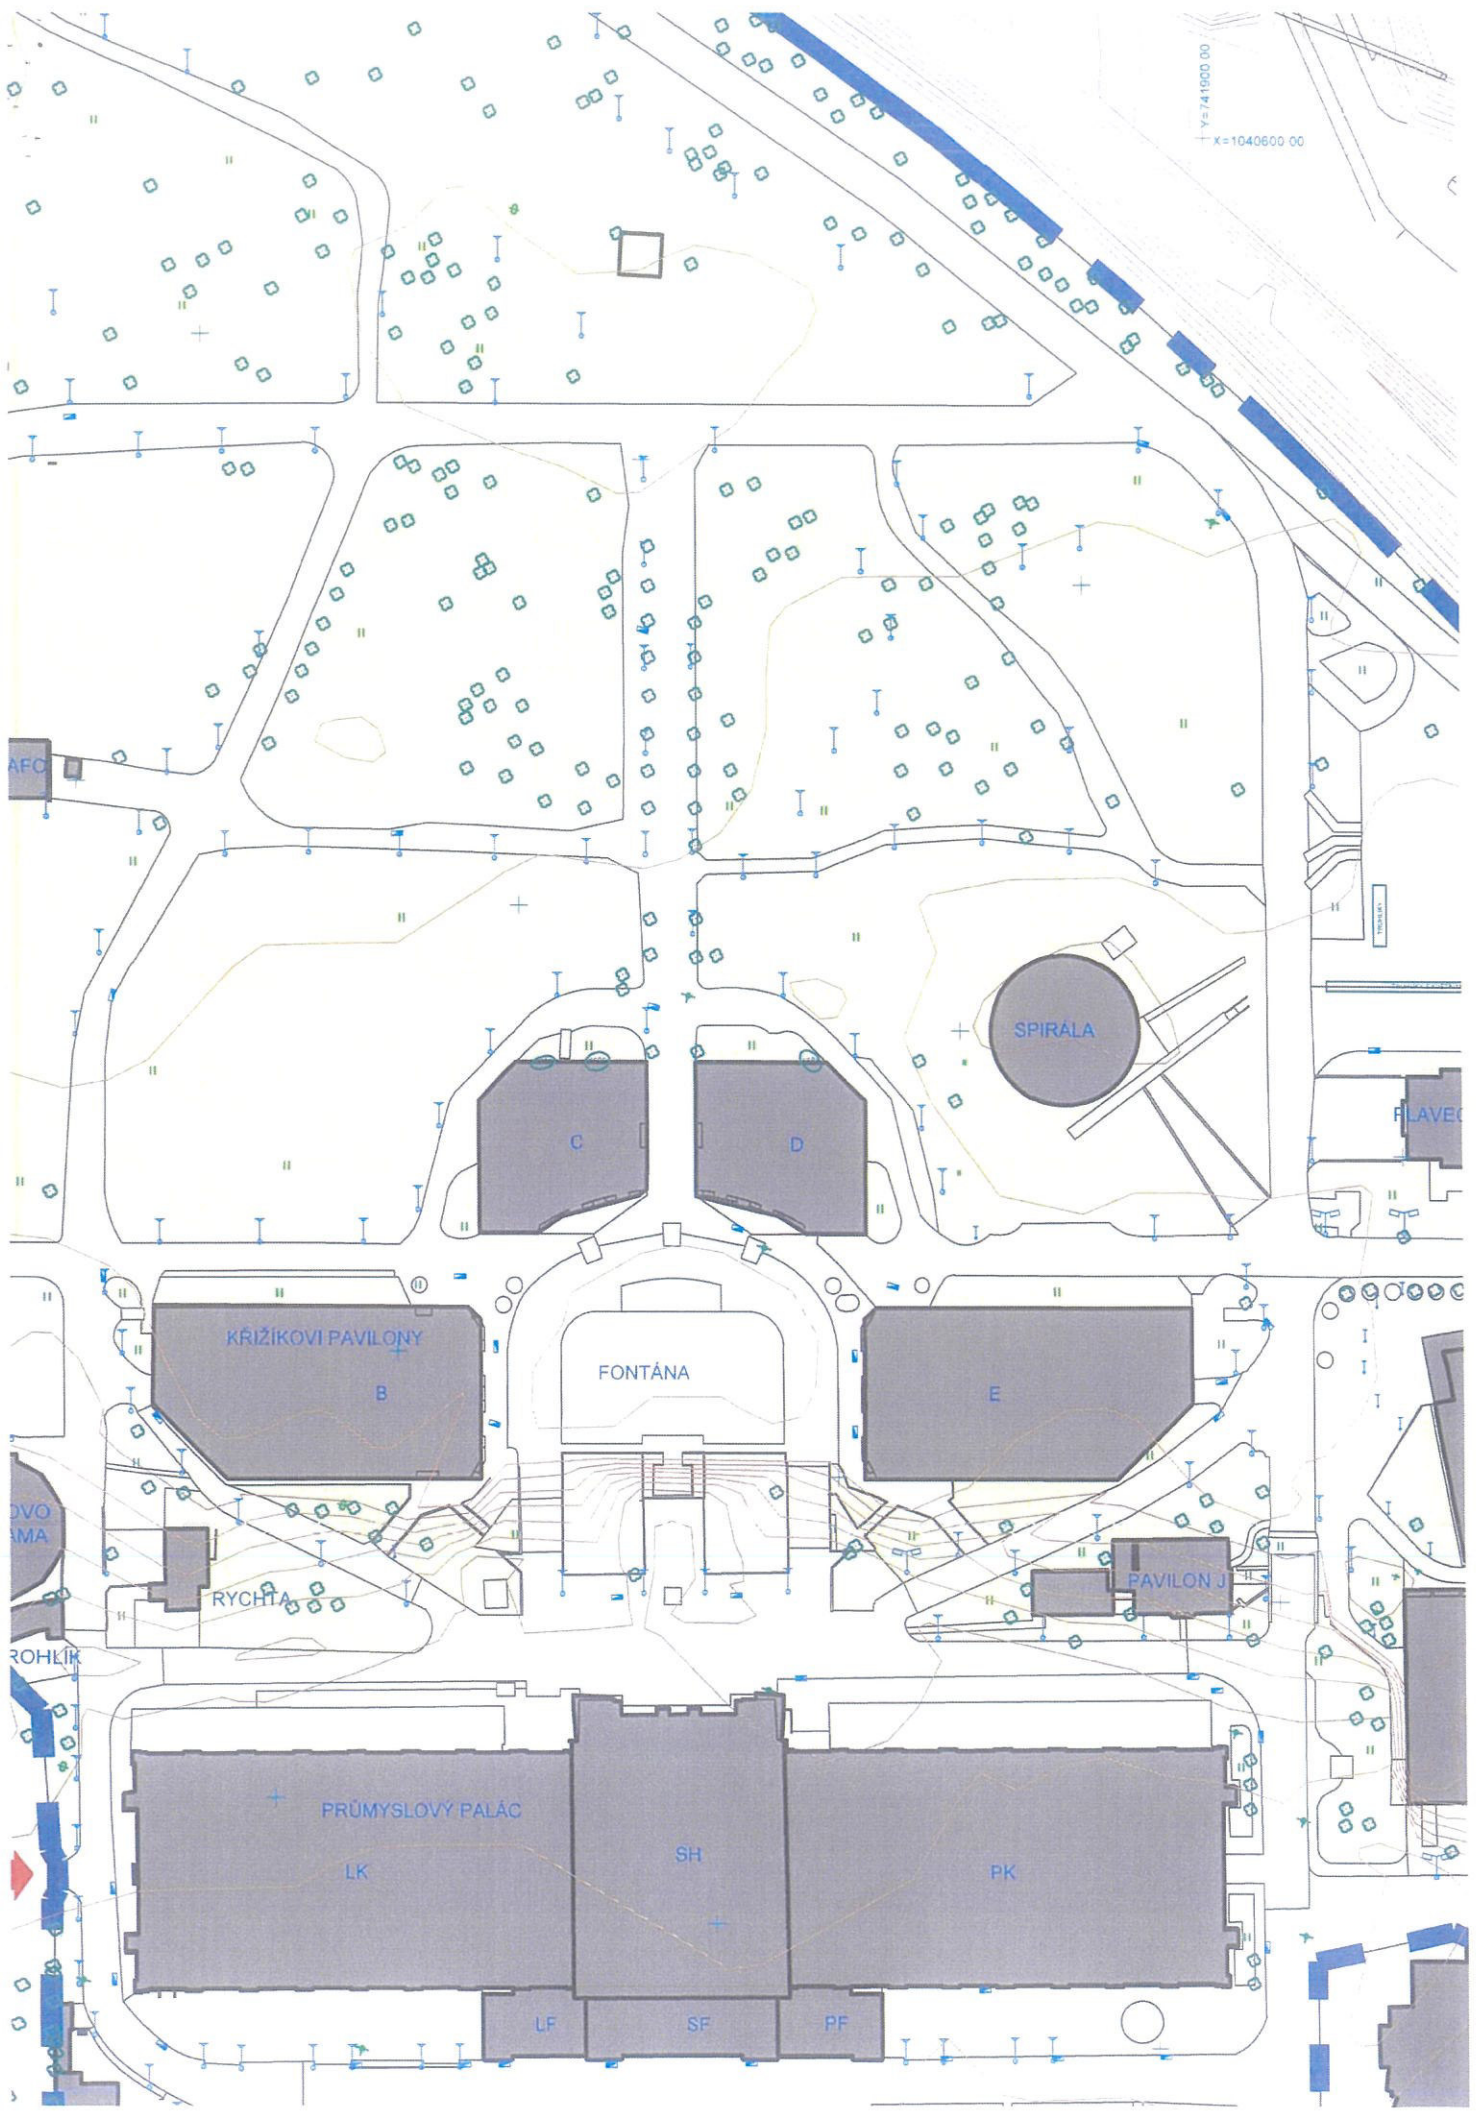 Y=741900 00
X=1040600 00
AFC
SPIRÁLA
PLAVEC
C
D
KŘIŽÍKOVI PAVILONY
B
FONTÁNA
E
OVO
AMA
RYCHTA
PAVILON J
ROHLÍK
PRŮMYSLOVÝ PALÁC
LK
SH
PK
LF
SF
PF